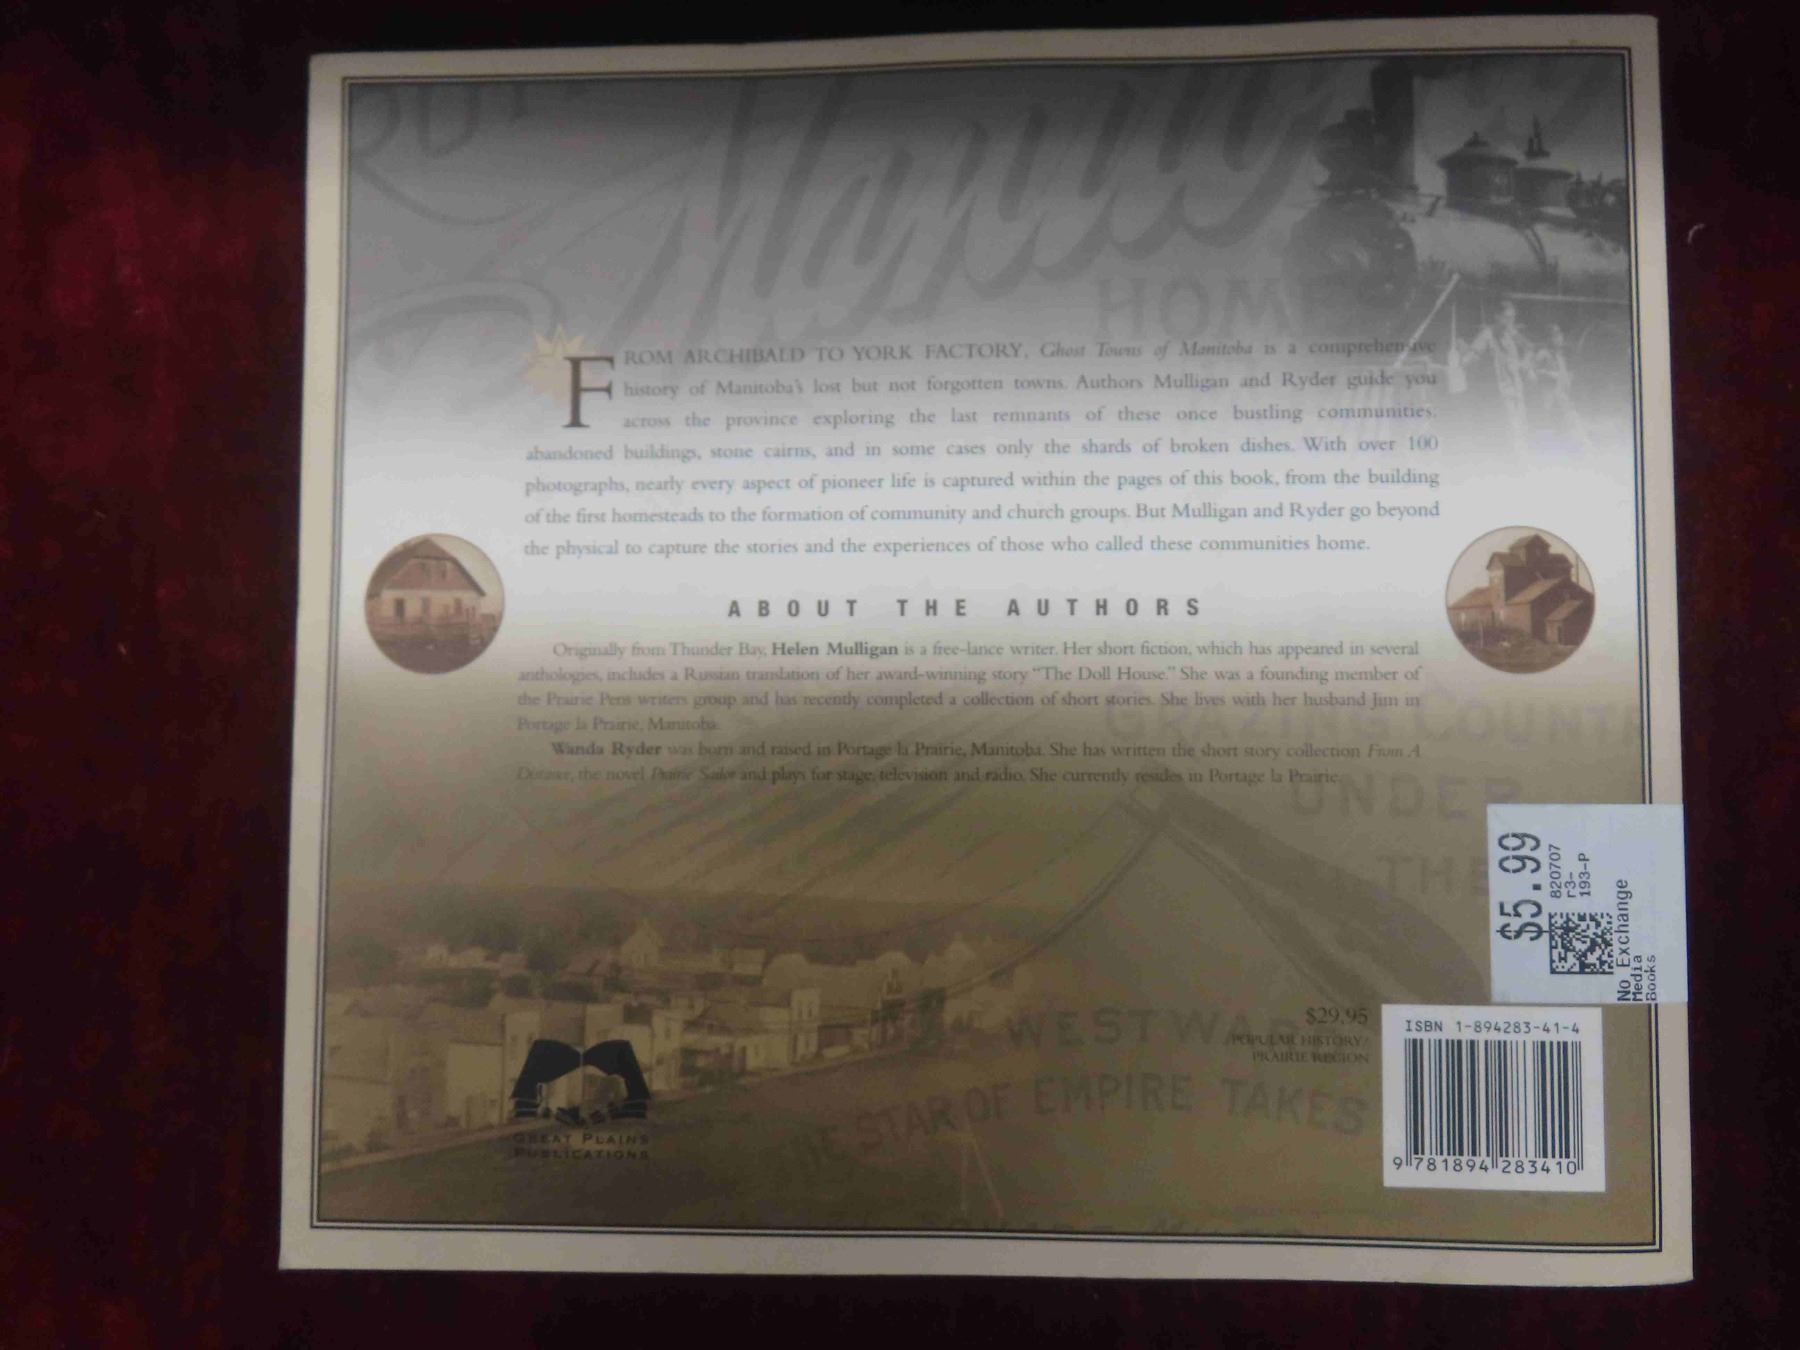 HOME
FROM ARCHIBALD TO YORK FACTORY, Ghost Towns of Manitoba is a comprehensive
history of Manitoba's lost but not forgotten towns. Authors Mulligan and Ryder guide you
across the province exploring the last remnants of these once bustling communities:
abandoned buildings, stone cairns, and in some cases only the shards of broken dishes. With over 100
photographs, nearly every aspect of pioneer life is captured within the pages of this book, from the building
of the first homesteads to the formation of community and church groups. But Mulligan and Ryder go beyond
the physical to capture the stories and the experiences of those who called these communities home.
ABOUT THE AUTHORS
Originally from Thunder Bay, Helen Mulligan is a free-lance writer. Her short fiction, which has appeared in several
anthologies, includes a Russian translation of her award-winning story "The Doll House." She was a founding member of
the Prairie Pens writers group and has recently completed a collection of short stories. She lives with her husband Jim in
Portage la Prairie, Manitoba.
Wanda Ryder was born and raised in Portage la Prairie, Manitoba. She has written the short story collection From A
Distance, the novel Prairie Sailor and plays for stage, television and radio. She currently resides in Portage la Prairie.
GRAZING COUNT
UNDER
THE
$5.99
820707
r3-
193-P
No Exchange
Media
Books
WESTWAR
STAR OF EMPIRE TAKES
$29.95
POPULAR HISTORY/
PRAIRIE REGION
GREAT PLAINS
PUBLICATIONS
ISBN 1-894283-41-4
9 781894 283410